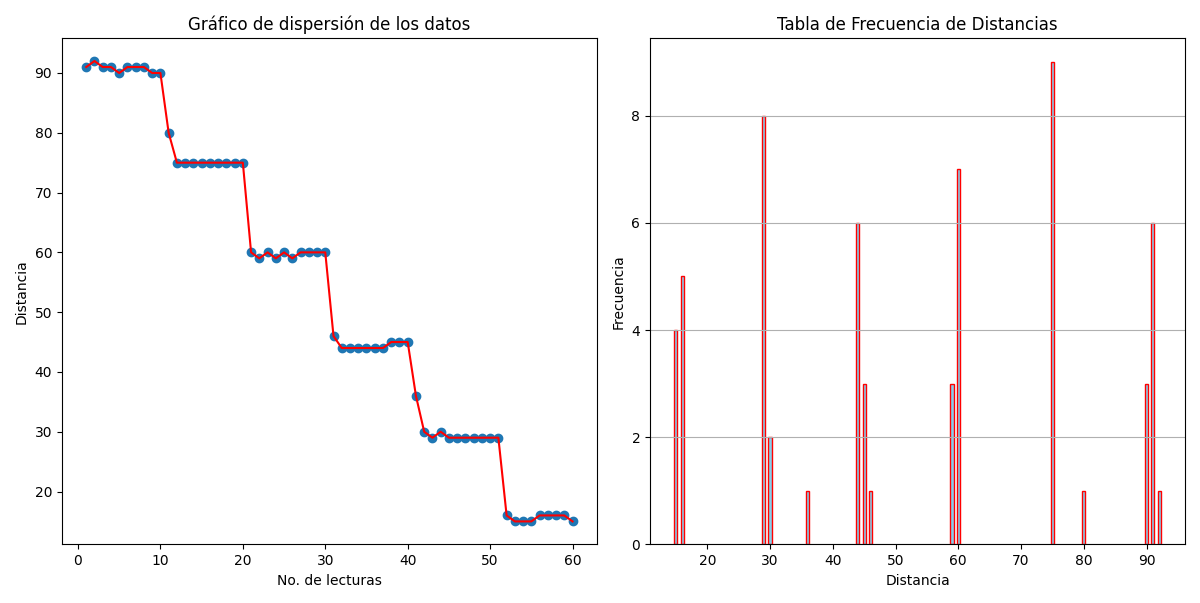 Gráfico de dispersión de los datos
Distancia
90
80
70
60
50
40
30
20
0 10 20 30 40 50 60
No. de lecturas
Tabla de Frecuencia de Distancias
Frecuencia
8
6
4
2
0
20 30 40 50 60 70 80 90
Distancia